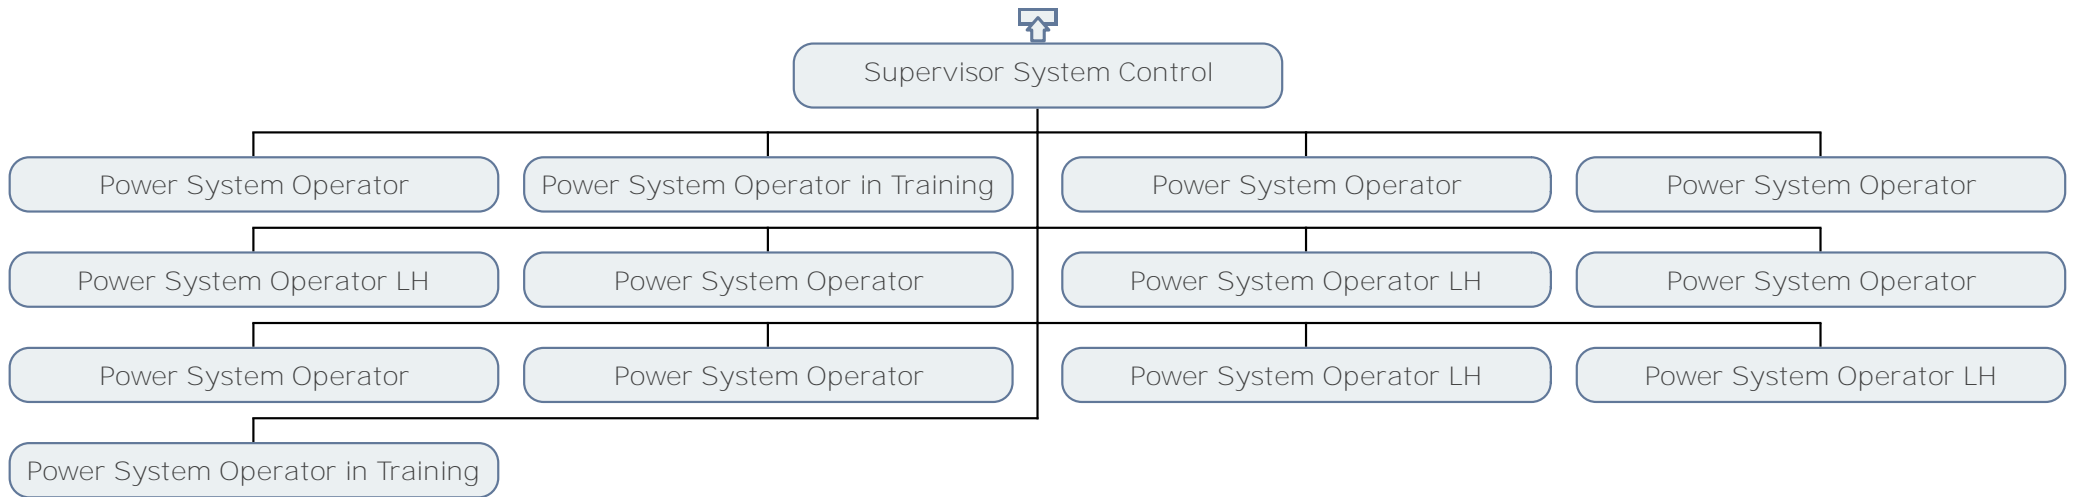 Supervisor System Control
Power System Operator
Power System Operator in Training
Power System Operator
Power System Operator
Power System Operator LH
Power System Operator
Power System Operator LH
Power System Operator
Power System Operator
Power System Operator
Power System Operator LH
Power System Operator LH
Power System Operator in Training